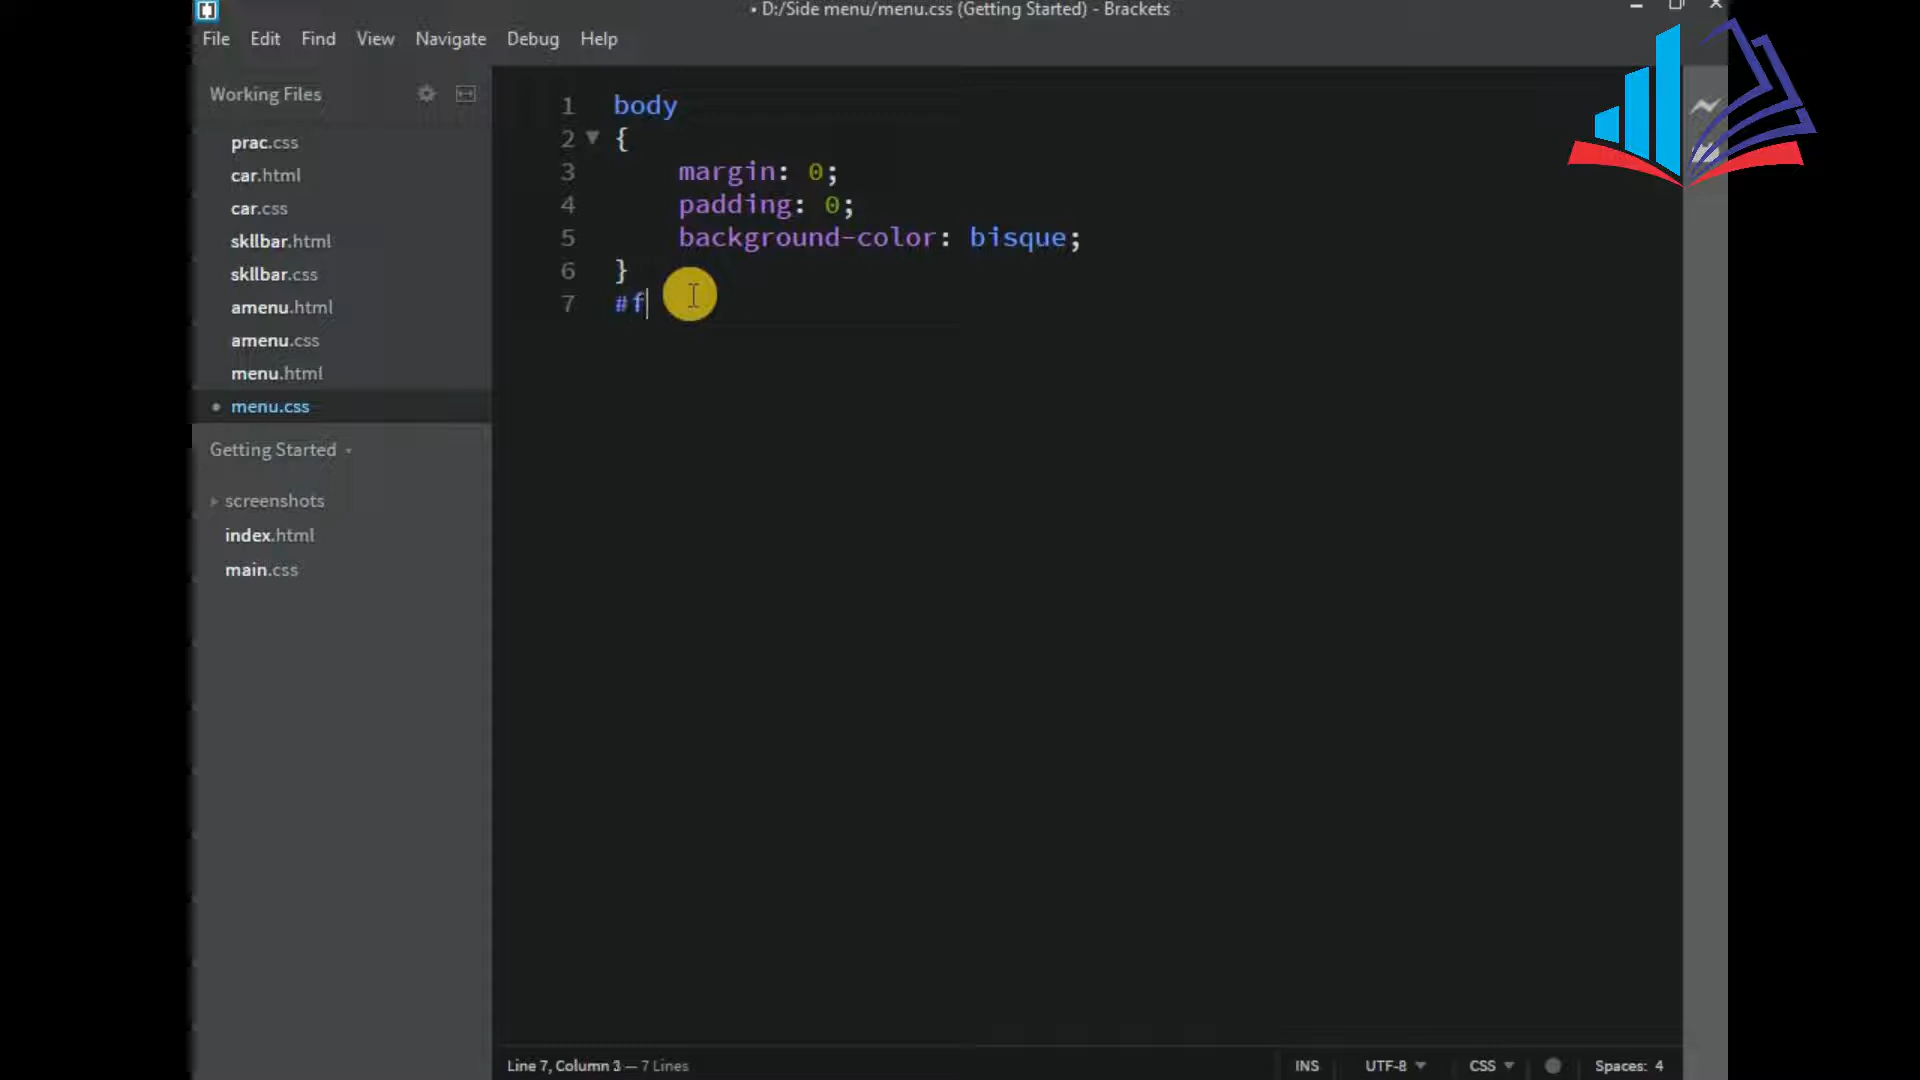 • D:/Side menu/menu.css (Getting Started) - Brackets
File Edit Find View Navigate Debug Help
Working Files
prac.css
car.html
car.css
skllbar.html
skllbar.css
amenu.html
amenu.css
menu.html
menu.css
Getting Started
screenshots
index.html
main.css
1 body
2 {
3 margin: 0;
4 padding: 0;
5 background-color: bisque;
6 }
7 #f
Line 7, Column 3 — 7 Lines
INS UTF-8 CSS Spaces: 4